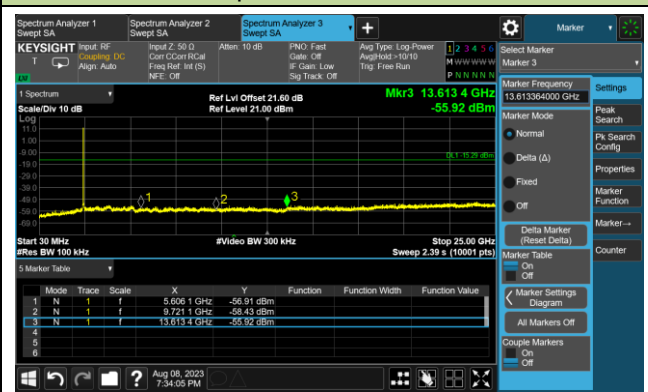 Spectrum Analyzer 1
Swept SA
Spectrum Analyzer 2
Swept SA
Spectrum Analyzer 3
Swept SA
+
Marker
KEYSIGHT
T
LM
Input: RF
Coupling: DC
Align: Auto
Input Z: 50 Ω
Corr CCorr RCal
Freq Ref: Int (S)
NFE: Off
Atten: 10 dB
PNO: Fast
Gate: Off
IF Gain: Low
Sig Track: Off
Avg Type: Log-Power
Avg|Hold:>10/10
Trig: Free Run
1 2 3 4 5 6
M W W W W W
P N N N N N
Select Marker
Marker 3
1 Spectrum
Scale/Div 10 dB
Log
Ref Lvl Offset 21.60 dB
Ref Level 21.00 dBm
Mkr3 13.613 4 GHz
-55.92 dBm
11.0
1.00
-9.00
-19.0
-29.0
-39.0
-49.0
-59.0
-69.0
DL1 -15.29 dBm
1
2
3
Start 30 MHz
#Res BW 100 kHz
#Video BW 300 kHz
Stop 25.00 GHz
Sweep 2.39 s (10001 pts)
5 Marker Table
Mode Trace Scale X Y Function Function Width Function Value
1 N 1 f 5.606 1 GHz -56.91 dBm
2 N 1 f 9.721 1 GHz -58.43 dBm
3 N 1 f 13.613 4 GHz -55.92 dBm
4
5
6
Marker Frequency
13.613364000 GHz
Marker Mode
Normal
Delta (Δ)
Fixed
Off
Delta Marker
(Reset Delta)
Marker Table
On
Off
Marker Settings
Diagram
All Markers Off
Couple Markers
On
Off
Settings
Peak
Search
Pk Search
Config
Properties
Marker
Function
Marker→
Counter
?
Aug 08, 2023
7:34:05 PM